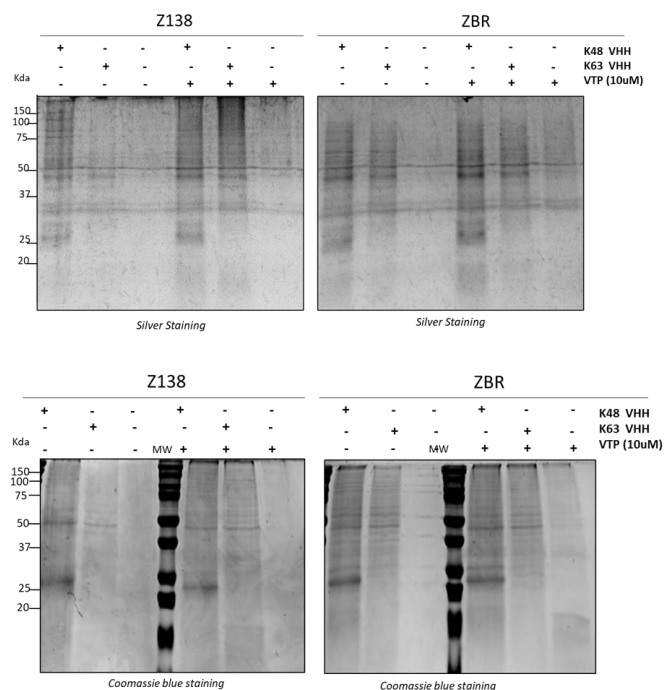 Z138 ZBR
+ - - + - - + - - + - - K48 VHH
- + - - + - - + - - + - K63 VHH
Kda - - - + + + - - - + + + VTP (10uM)
150
100
75
50
37
25
20
Silver Staining Silver Staining
Z138 ZBR
+ - - + - - + - - + - - K48 VHH
- + - - + - - + - - + - K63 VHH
Kda - - - MW + + + - - MW + + + VTP (10uM)
150
100
75
50
37
25
20
Coomassie blue staining Coomassie blue staining